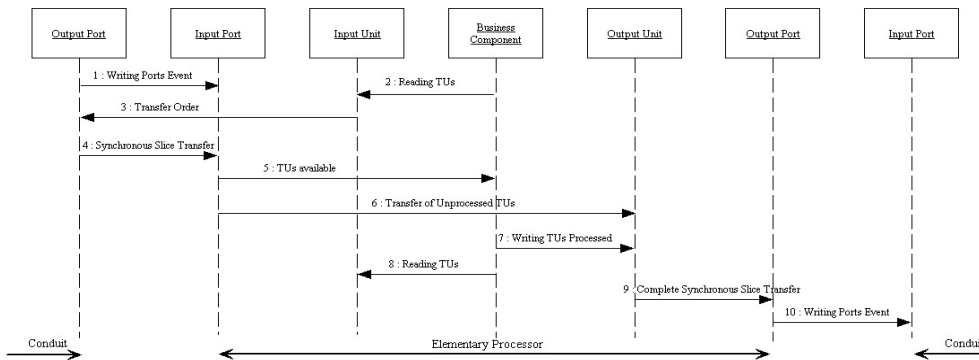 Output Port
Input Port
Input Unit
Business
Component
Output Unit
Output Port
Input Port
1 : Writing Ports Event
2 : Reading TUs
3 : Transfer Order
4 : Synchronous Slice Transfer
5 : TUs available
6 : Transfer of Unprocessed TUs
7 : Writing TUs Processed
8 : Reading TUs
9 : Complete Synchronous Slice Transfer
10 : Writing Ports Event
Conduit
Elementary Processor
Condui